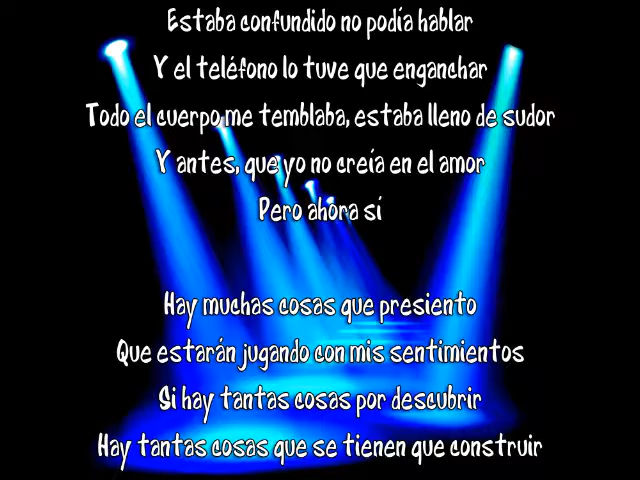 Estaba confundido no podía hablar
Y el teléfono lo tuve que enganchar
Todo el cuerpo me temblaba, estaba lleno de sudor
Y antes, que yo no creía en el amor
Pero ahora sí
Hay muchas cosas que presiento
Que estarán jugando con mis sentimientos
Si hay tantas cosas por descubrir
Hay tantas cosas que se tienen que construir